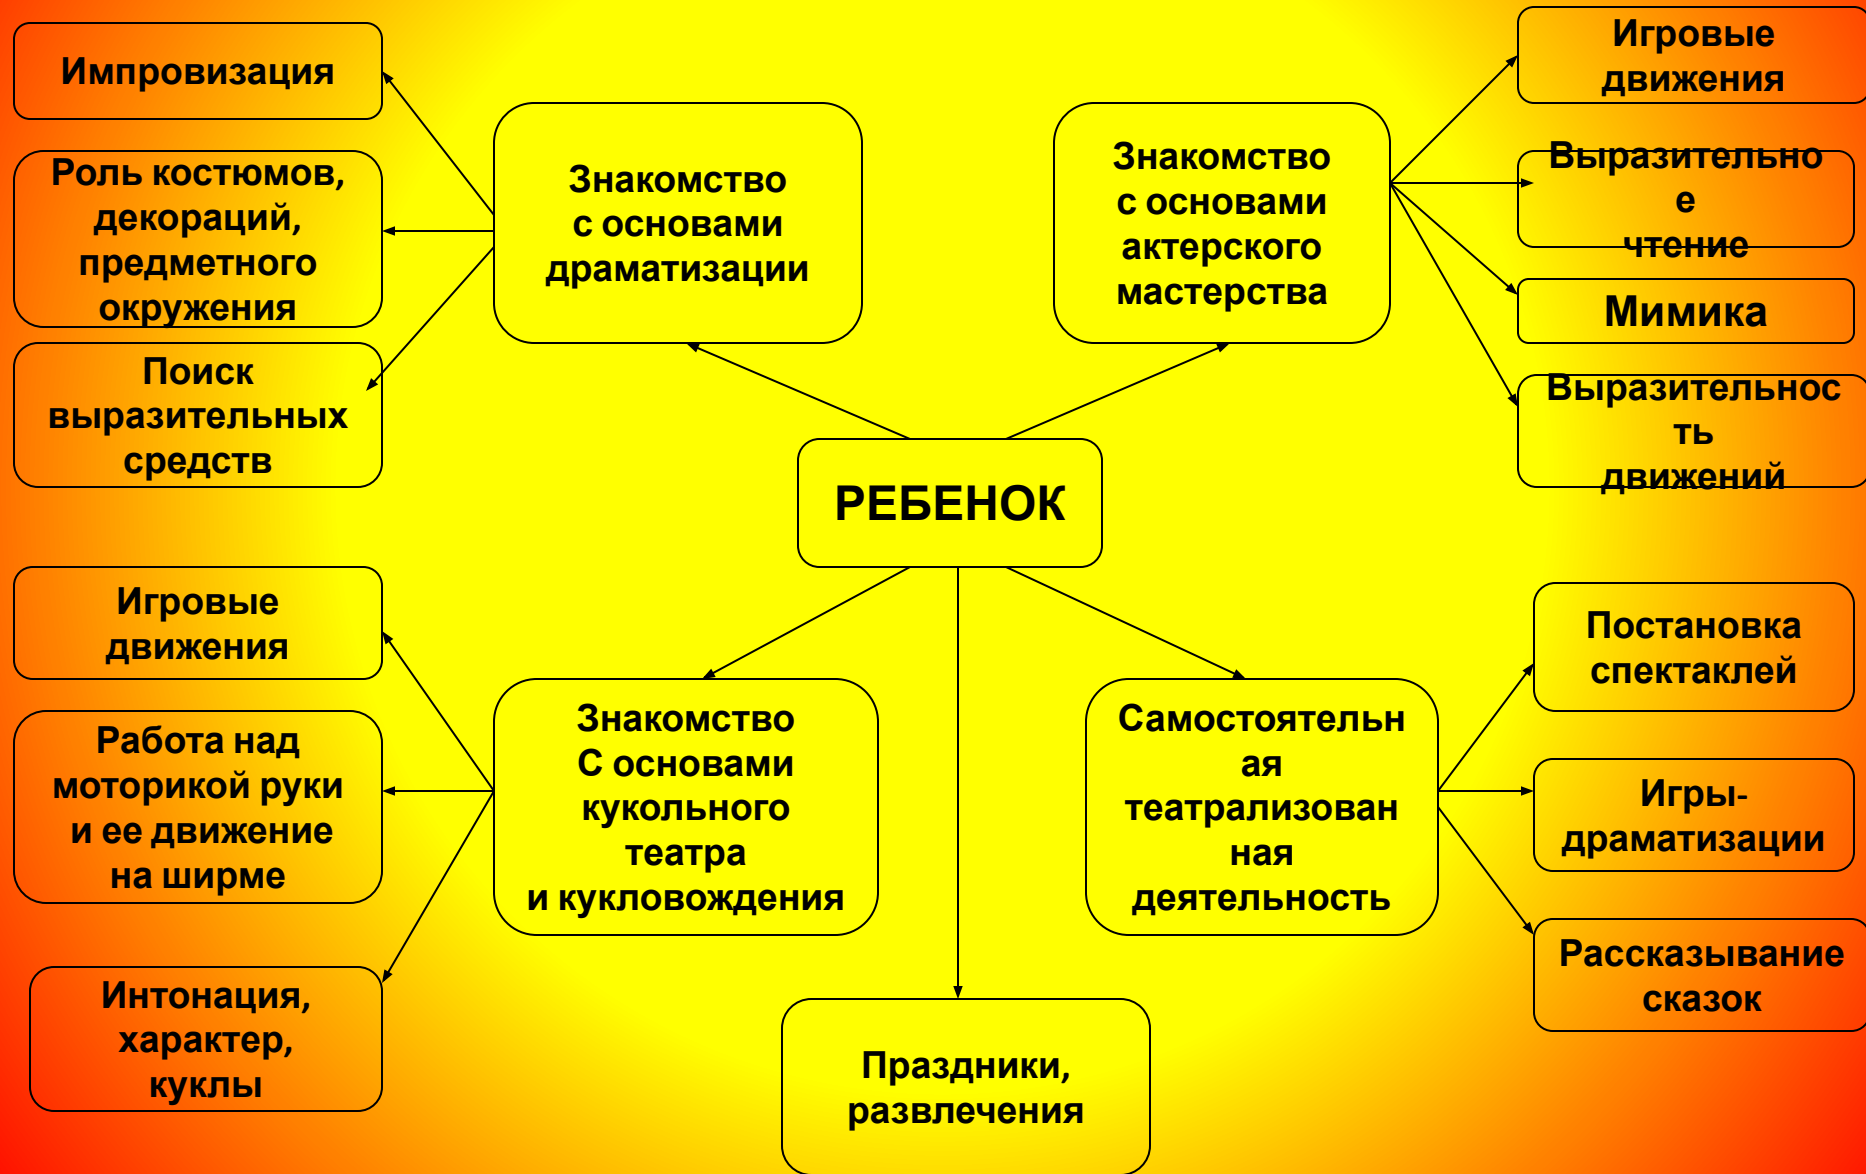 Импровизация
Роль костюмов,
декораций,
предметного
окружения
Поиск
выразительных
средств
Знакомство
с основами
драматизации
Знакомство
с основами
актерского
мастерства
Игровые
движения
Выразительно
е
чтение
Мимика
Выразительнос
ть
движений
РЕБЕНОК
Игровые
движения
Работа над
моторикой руки
и ее движение
на ширме
Интонация,
характер,
куклы
Знакомство
С основами
кукольного
театра
и кукловождения
Самостоятельн
ая
театрализован
ная
деятельность
Постановка
спектаклей
Игры-
драматизации
Рассказывание
сказок
Праздники,
развлечения